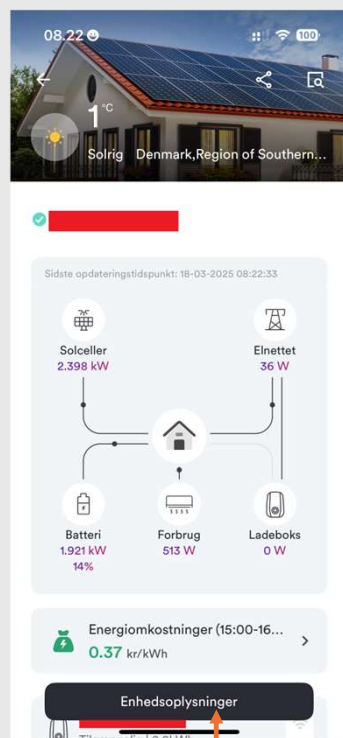 08.22
100
1 °C
Solrig Denmark,Region of Southern...
Sidste opdateringstidspunkt: 18-03-2025 08:22:33
Solceller
2.398 kW
Elnettet
36 W
Batteri
1.921 kW
14%
Forbrug
513 W
Ladeboks
0 W
Energiomkostninger (15:00-16...
0.37 kr/kWh
Enhedsoplysninger